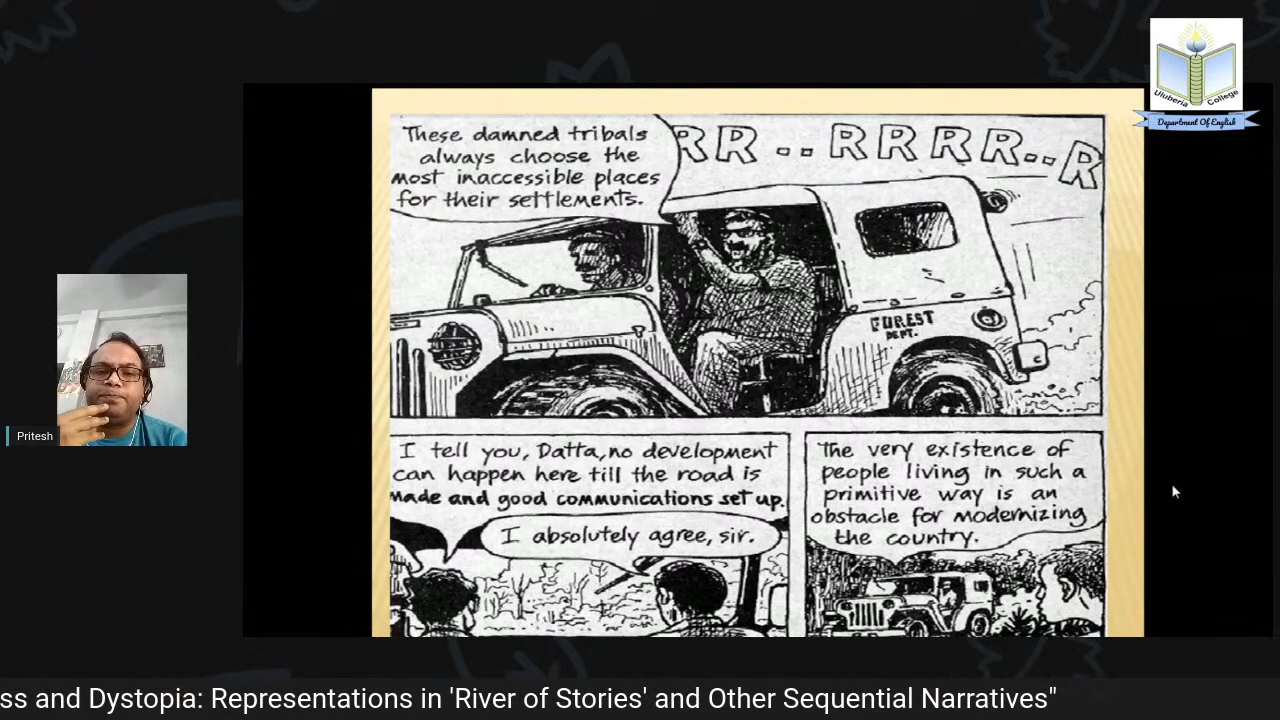 These damned tribals
always choose the
most inaccessible places
for their settlements.
RR .. RRRR..R
FOREST
DEPT.
I tell you, Datta, no development
can happen here till the road is
made and good communications set up.
I absolutely agree, sir.
The very existence of
people living in such a
primitive way is an
obstacle for modernizing
the country.
Uluberia College
Department Of English
Pritesh
ss and Dystopia: Representations in 'River of Stories' and Other Sequential Narratives"